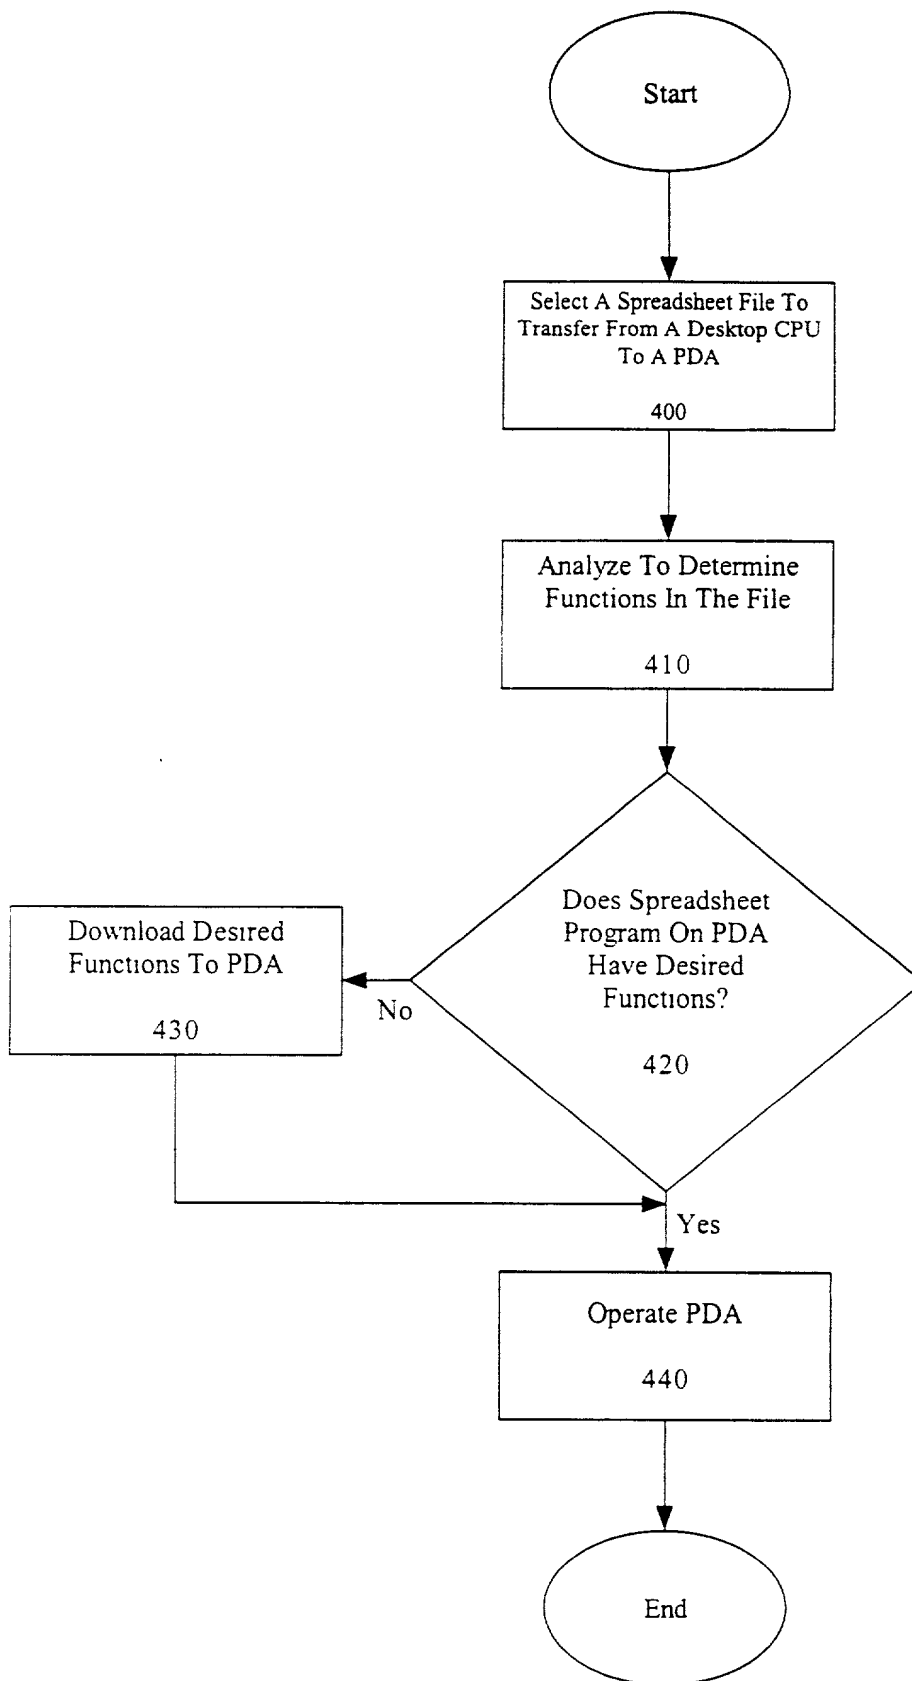 Start
Select A Spreadsheet File To
Transfer From A Desktop CPU
To A PDA
400
Analyze To Determine
Functions In The File
410
Does Spreadsheet
Program On PDA
Have Desired
Functions?
420
No
Download Desired
Functions To PDA
430
Yes
Operate PDA
440
End